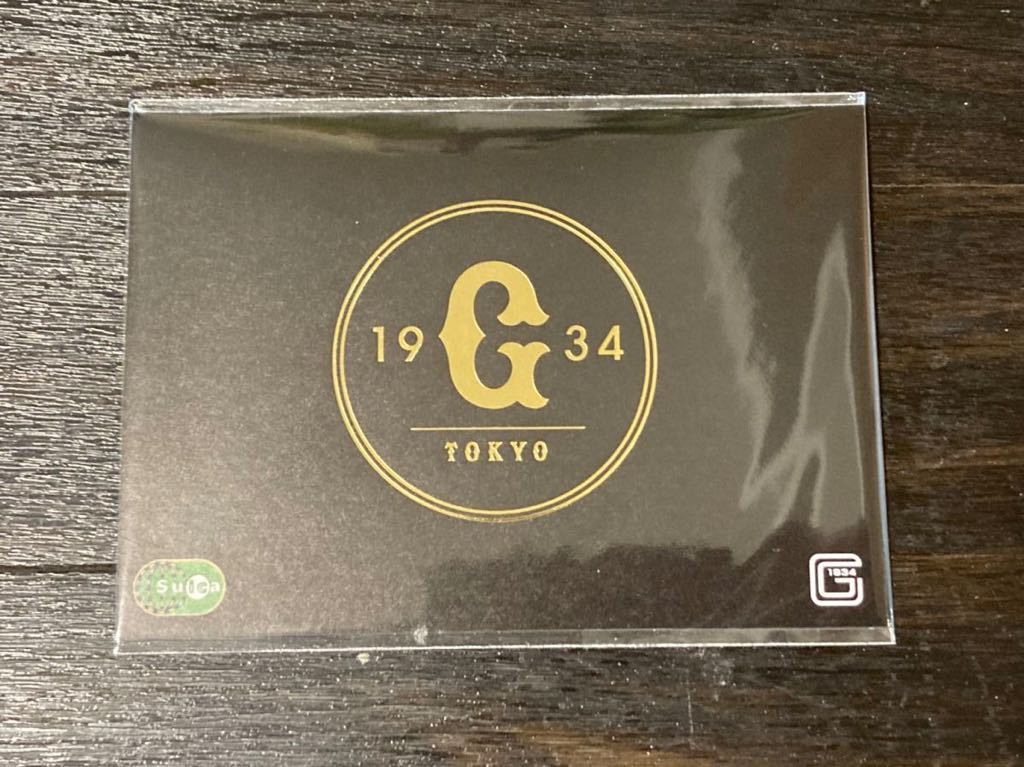 19 G 34
TOKYO
Suica
G 1934